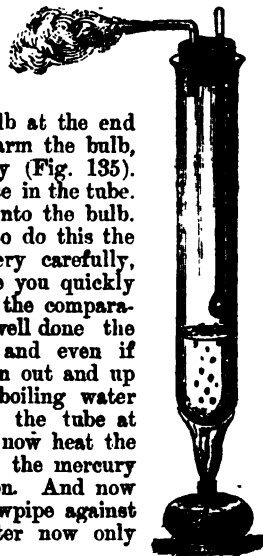 lb at the end
arm the bulb,
y (Fig. 135).
e in the tube.
nto the bulb.
o do this the
ery carefully,
e you quickly
the compara-
well done the
and even if
n out and up
boiling water
the tube at
now heat the
the mercury
on. And now
wpipe against
ter now only